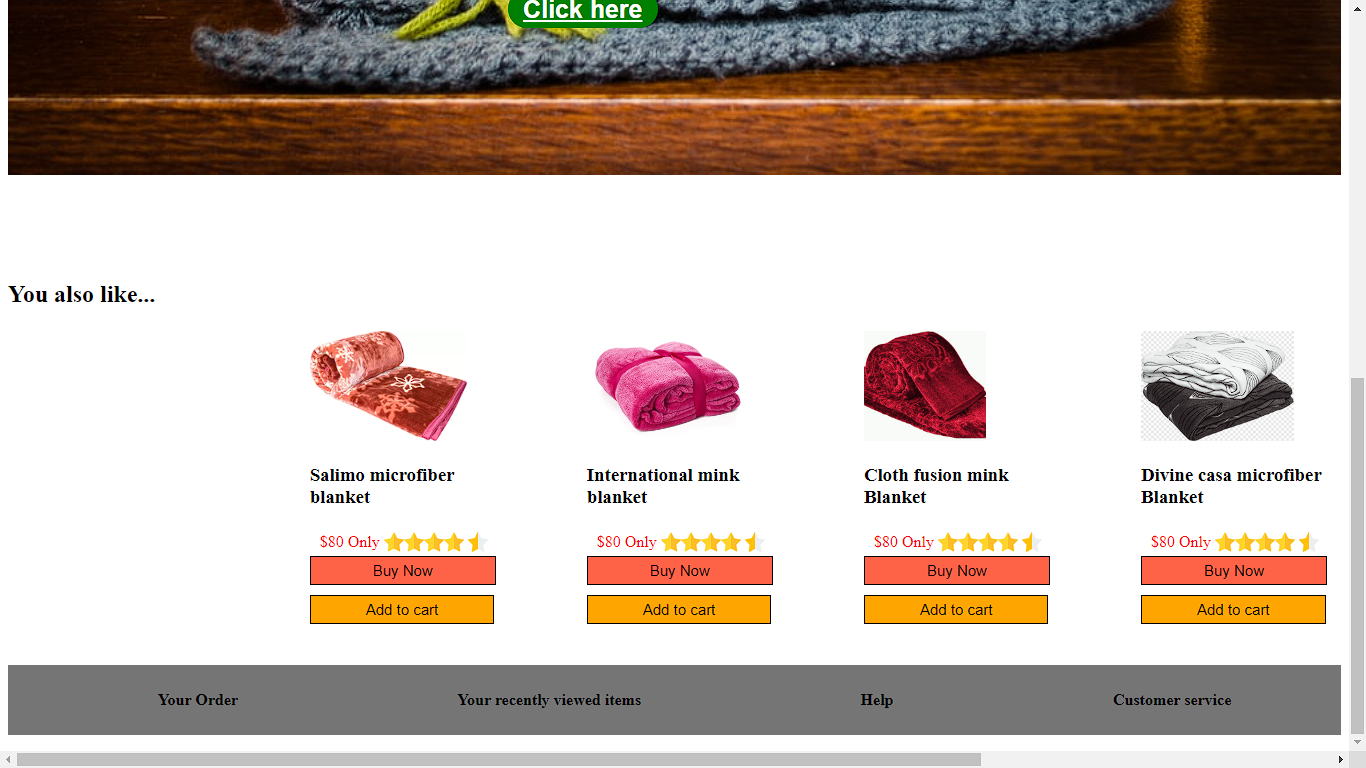 Click here
You also like...
Salimo microfiber
blanket
International mink
blanket
Cloth fusion mink
Blanket
Divine casa microfiber
Blanket
$80 Only
$80 Only
$80 Only
$80 Only
Buy Now
Buy Now
Buy Now
Buy Now
Add to cart
Add to cart
Add to cart
Add to cart
Your Order
Your recently viewed items
Help
Customer service